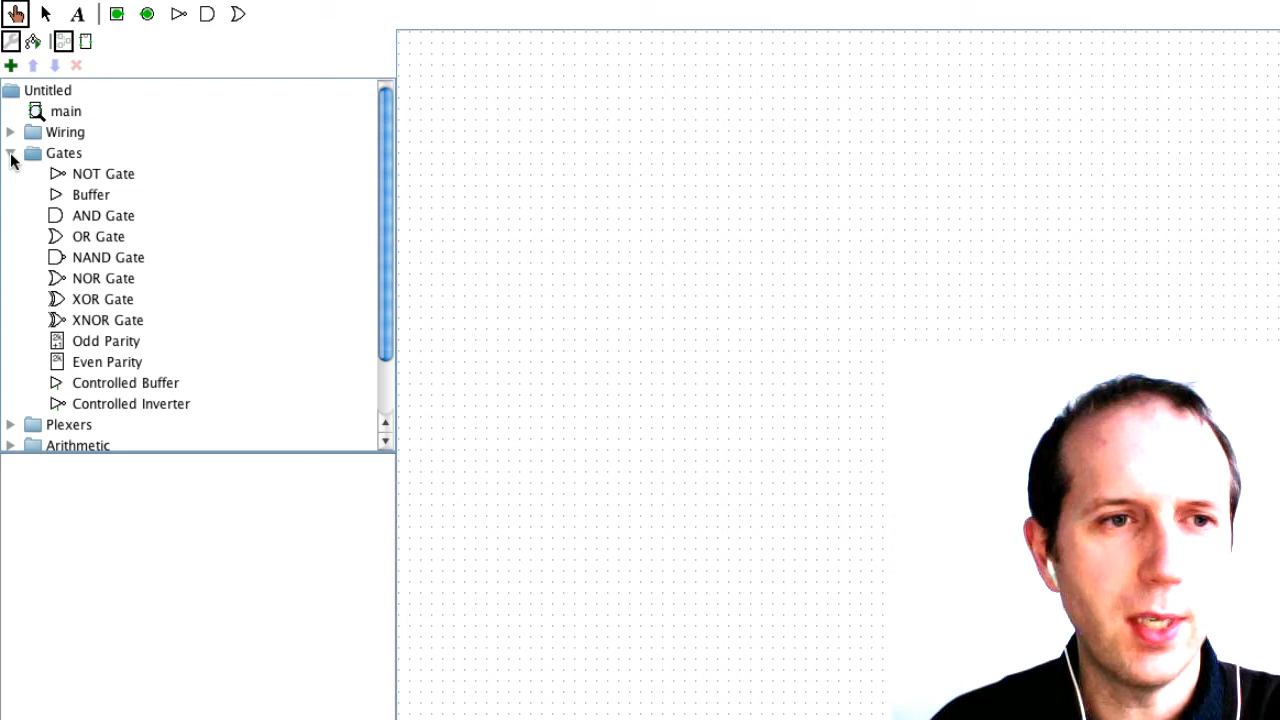 A
Untitled
main
Wiring
Gates
NOT Gate
Buffer
AND Gate
OR Gate
NAND Gate
NOR Gate
XOR Gate
XNOR Gate
Odd Parity
Even Parity
Controlled Buffer
Controlled Inverter
Plexers
Arithmetic